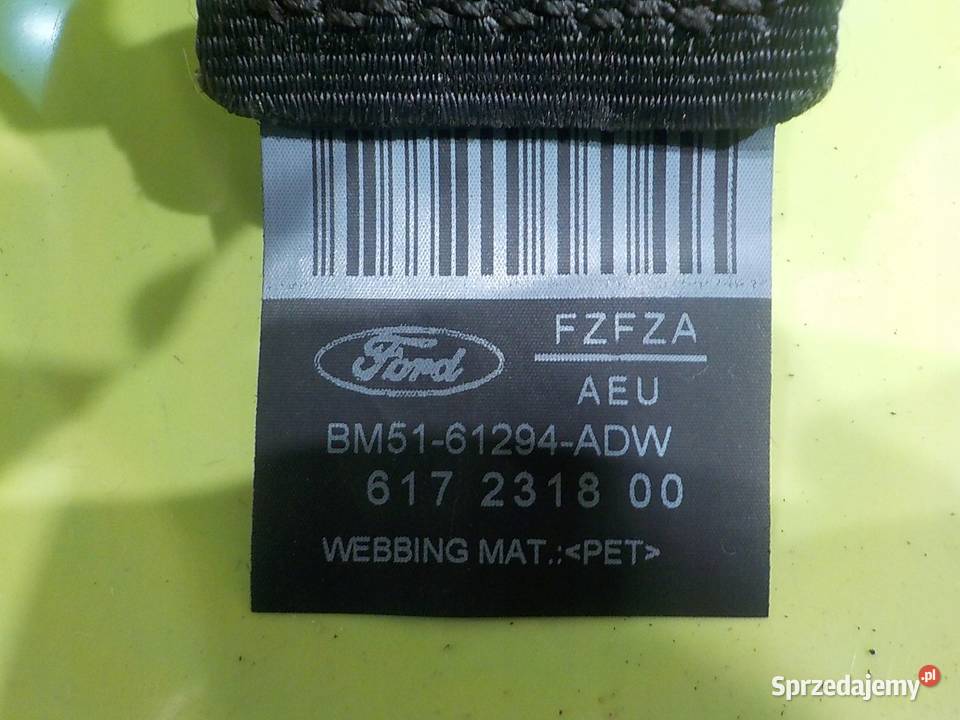 FZFZA
Ford
AEU
BM51-61294-ADW
617 2318 00
WEBBING MAT.:<PET>
Sprzedajemy.pl